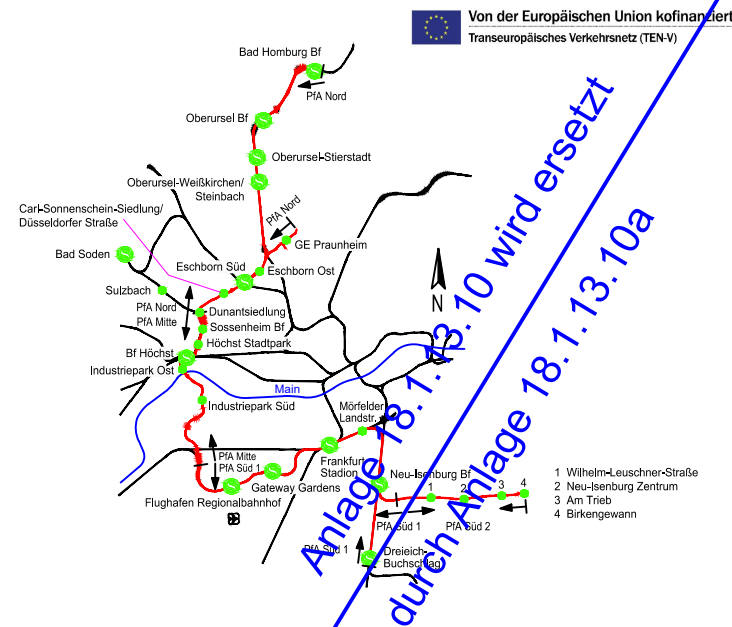 Von der Europäischen Union kofinanziert
Transeuropäisches Verkehrsnetz (TEN-V)
Bad Homburg Bf
PfA Nord
Oberursel Bf
Oberursel-Stierstadt
Oberursel-Weißkirchen/
Steinbach
Carl-Sonnenschein-Siedlung/
Düsseldorfer Straße
PfA Nord
GE Praunheim
Bad Soden
Eschborn Süd
Eschborn Ost
Sulzbach
PfA Nord
PfA Mitte
Dunantsiedlung
Sossenheim Bf
Höchst Stadtpark
N
Bf Höchst
Industriepark Ost
Main
Industriepark Süd
Mörfelder
Landstr.
PfA Mitte
PfA Süd 1
Frankfurt
Stadion
Gateway Gardens
Flughafen Regionalbahnhof
Neu-Isenburg Bf
1
2
3
4
PfA Süd 1
PfA Süd 2
PfA Süd 1
Dreieich-
Buchschlag
1 Wilhelm-Leuschner-Straße
2 Neu-Isenburg Zentrum
3 Am Trieb
4 Birkengewann
Anlage 18.1.13.10 wird ersetzt
durch Anlage 18.1.13.10a